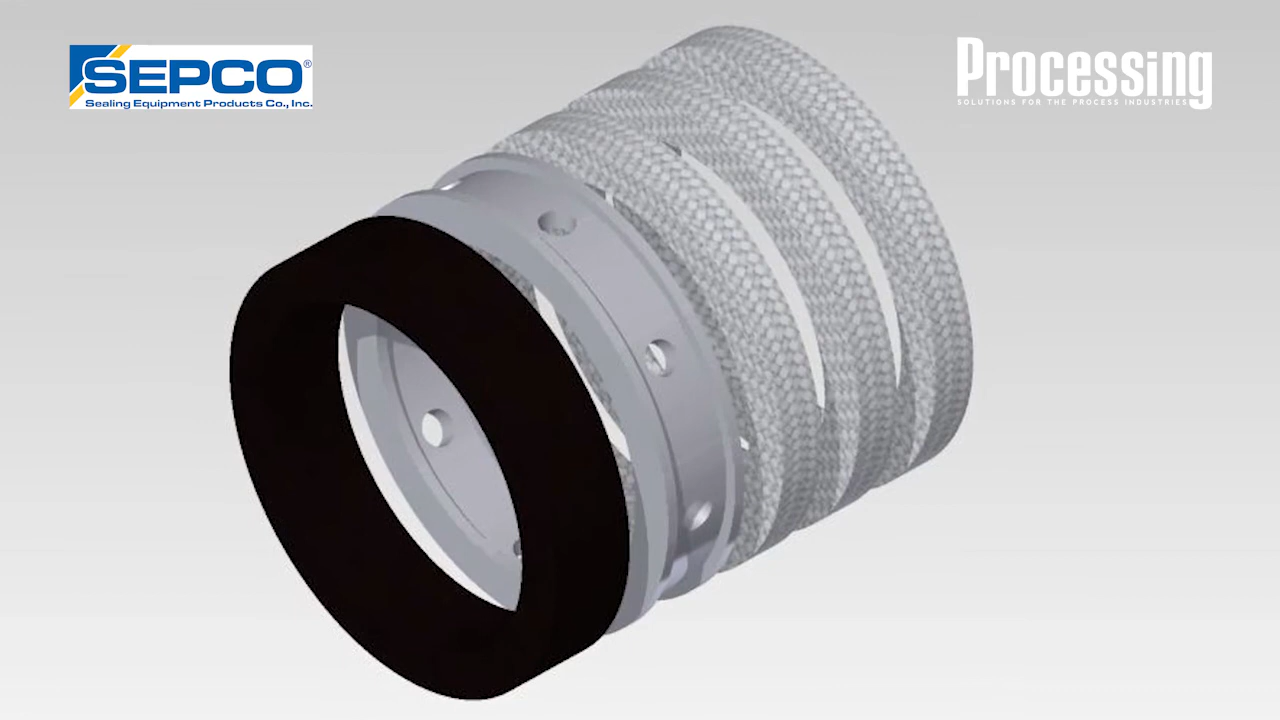 SEPCO®
Sealing Equipment Products Co., Inc.
Processing
SOLUTIONS FOR THE PROCESS INDUSTRIES